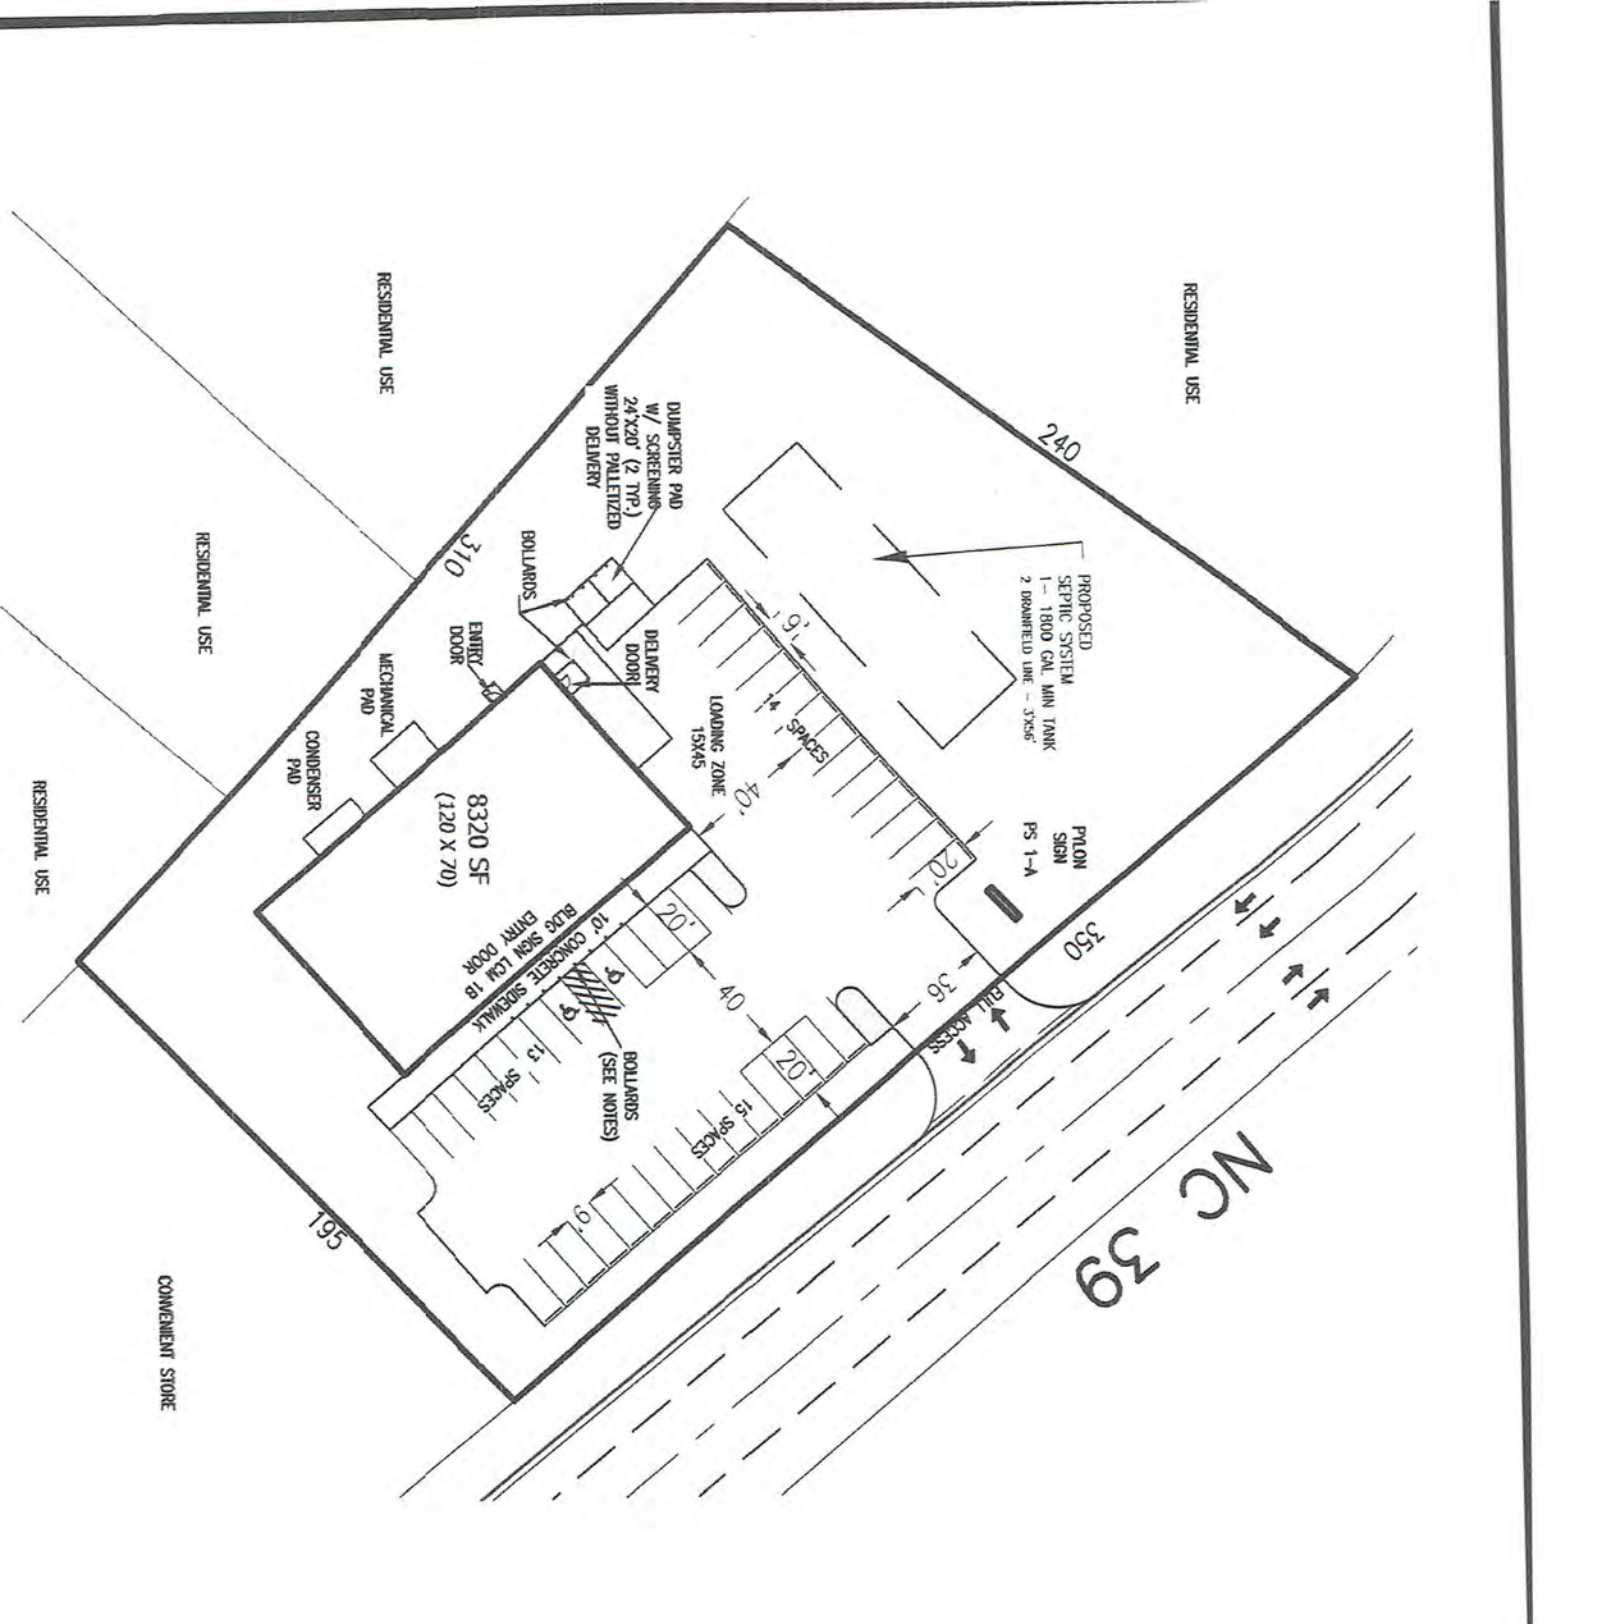 RESIDENTIAL USE
240
PROPOSED
SEPTIC SYSTEM
1- 1800 GAL MIN TANK
2 DRAINFIELD LINE - 3'X56'
PYLON
SIGN
PS 1-A
RESIDENTIAL USE
DUMPSTER PAD
W/ SCREENING
24'X20' (2 TYP.)
WITHOUT PALLETIZED
DELIVERY
BOLLARDS
310
ENTRY
DOOR
DELIVERY
DOOR
LOADING ZONE
15X45
9'
14 SPACES
40'
20'
350
36
FULL ACCESS
RESIDENTIAL USE
MECHANICAL
PAD
CONDENSER
PAD
8320 SF
(120 X 70)
10' CONCRETE SIDEWALK
BLDG SIGN LCM 1B
ENTRY DOOR
20'
40
20'
13 SPACES
BOLLARDS
(SEE NOTES)
15 SPACES
9'
NC 39
RESIDENTIAL USE
195
CONVENIENT STORE